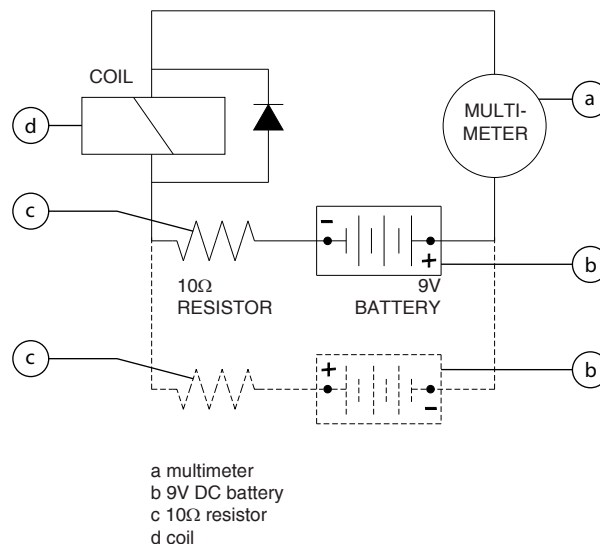 COIL
MULTI-
METER
a
d
c
-
+
10Ω
RESISTOR
9V
BATTERY
b
c
+
-
b
a multimeter
b 9V DC battery
c 10Ω resistor
d coil